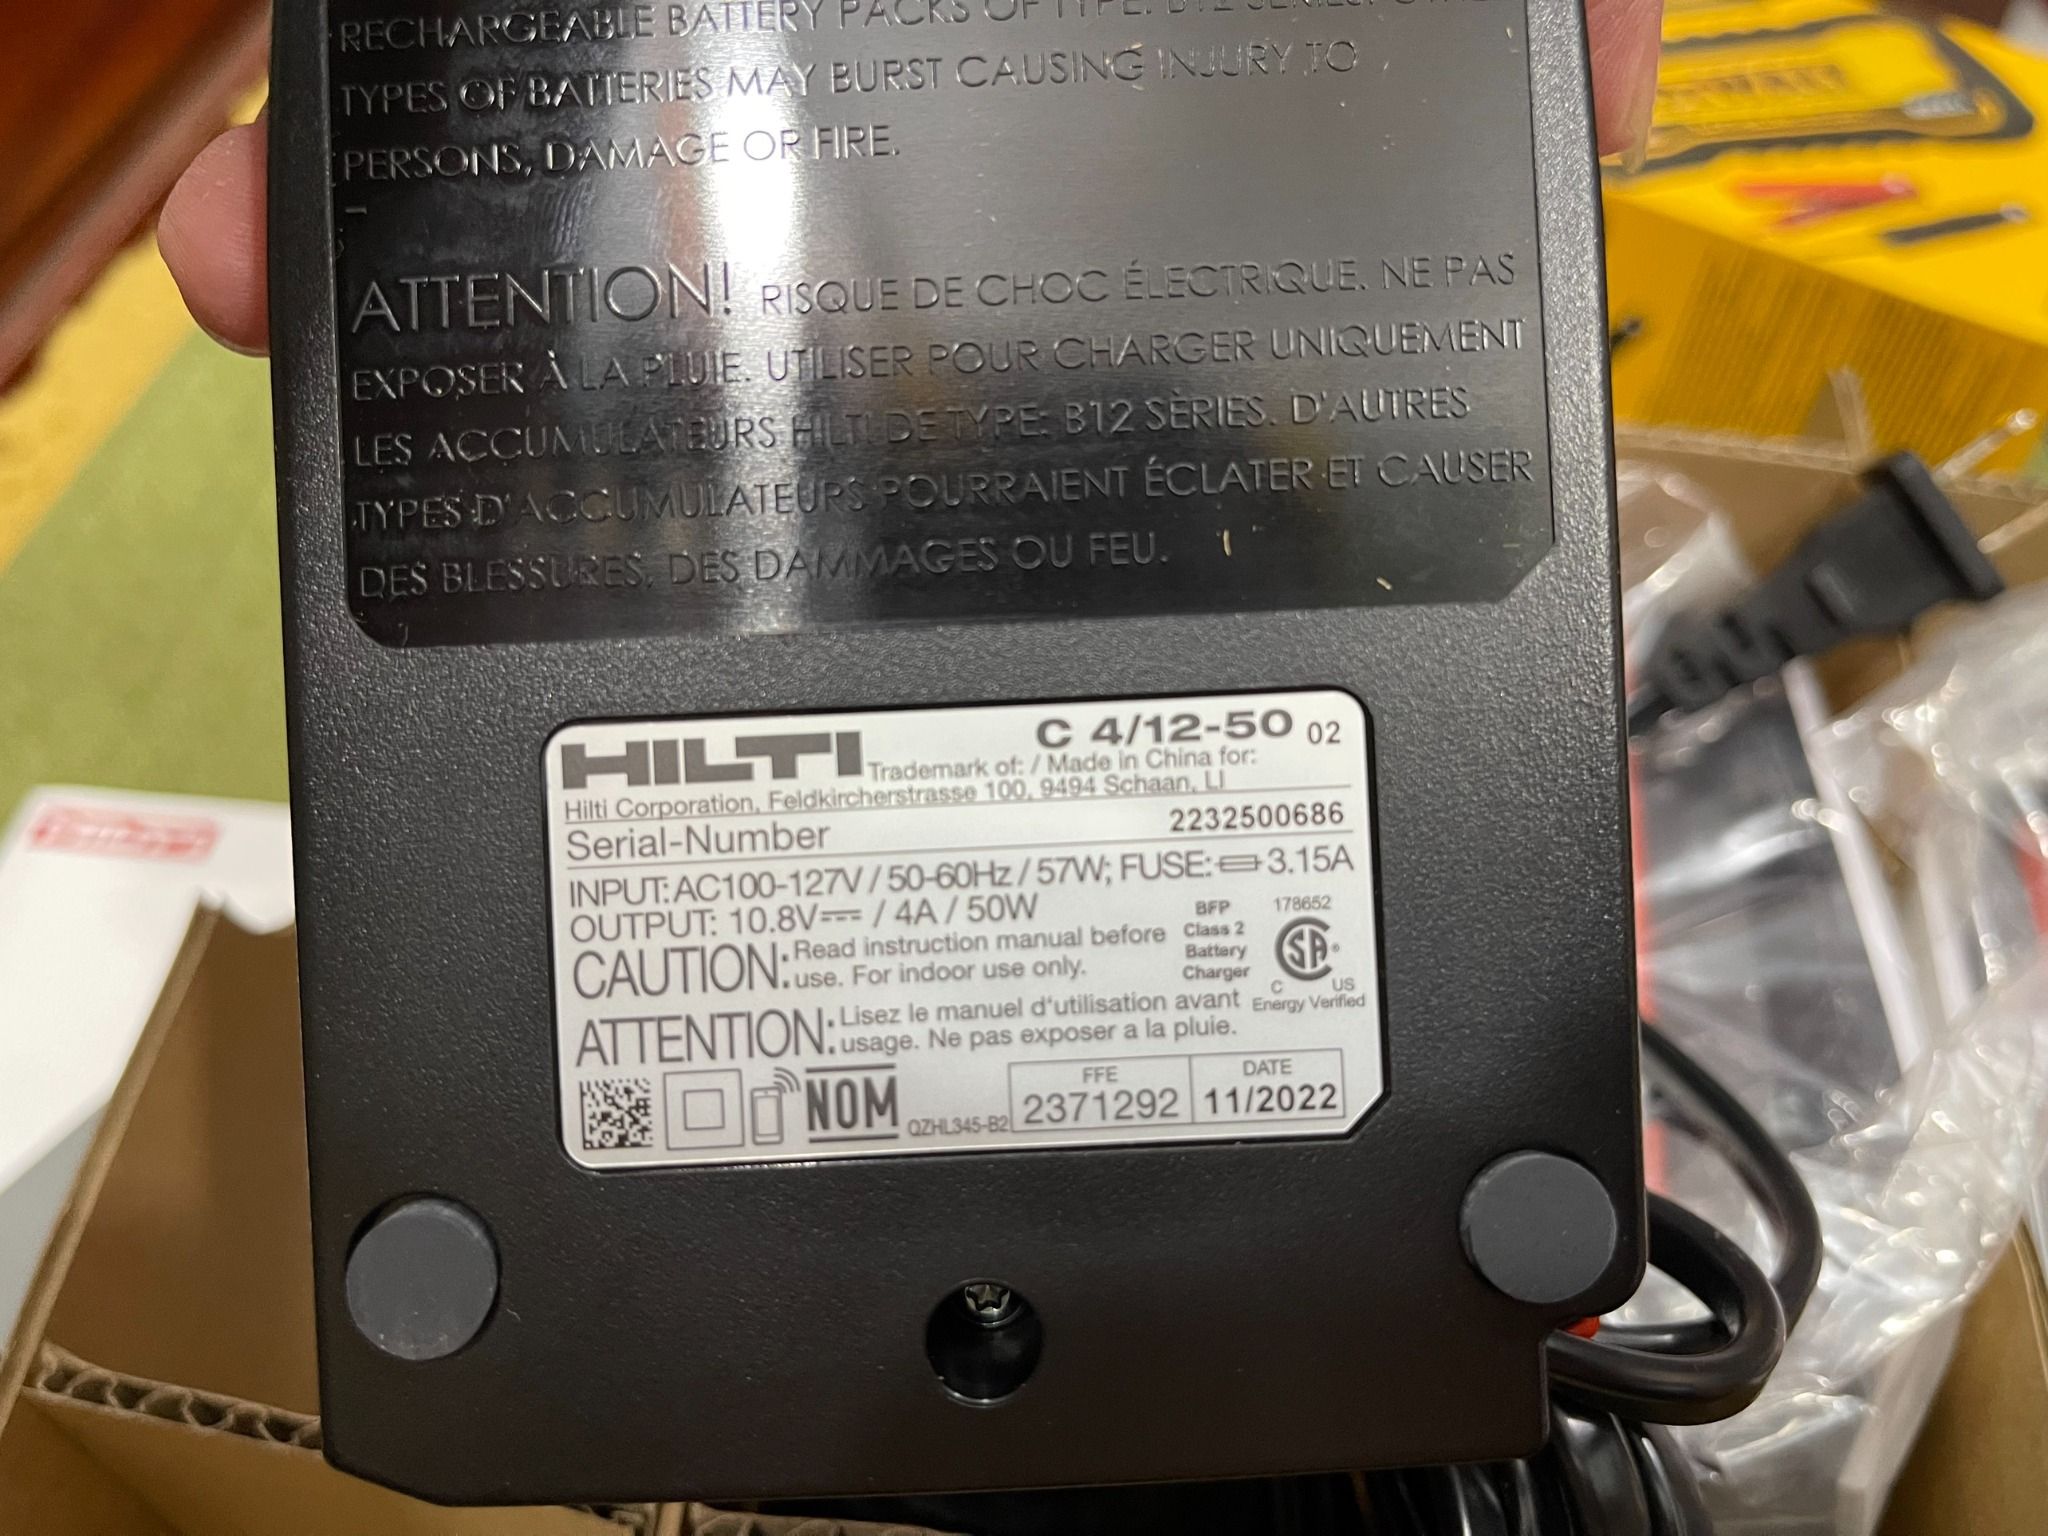 RECHARGEABLE BATTERY PACKS OF TYPE: B12 SERIES.
TYPES OF BATTERIES MAY BURST CAUSING INJURY TO
PERSONS, DAMAGE OR FIRE.
ATTENTION! RISQUE DE CHOC ÉLECTRIQUE. NE PAS
EXPOSER À LA PLUIE. UTILISER POUR CHARGER UNIQUEMENT
LES ACCUMULATEURS HILTI DE TYPE: B12 SÈRIES. D'AUTRES
TYPES D'ACCUMULATEURS POURRAIENT ÉCLATER ET CAUSER
DES BLESSURES, DES DAMMAGES OU FEU.
HILTI C 4/12-50 02
Trademark of: / Made in China for:
Hilti Corporation, Feldkircherstrasse 100, 9494 Schaan, LI
Serial-Number 2232500686
INPUT: AC100-127V / 50-60Hz / 57W; FUSE: 3.15A
OUTPUT: 10.8V⎓ / 4A / 50W
CAUTION: Read instruction manual before
use. For indoor use only.
BFP
Class 2
Battery
Charger
178652
SA®
C US
Energy Verified
ATTENTION: Lisez le manuel d'utilisation avant
usage. Ne pas exposer a la pluie.
NOM
QZHL345-B2
FFE
2371292
DATE
11/2022